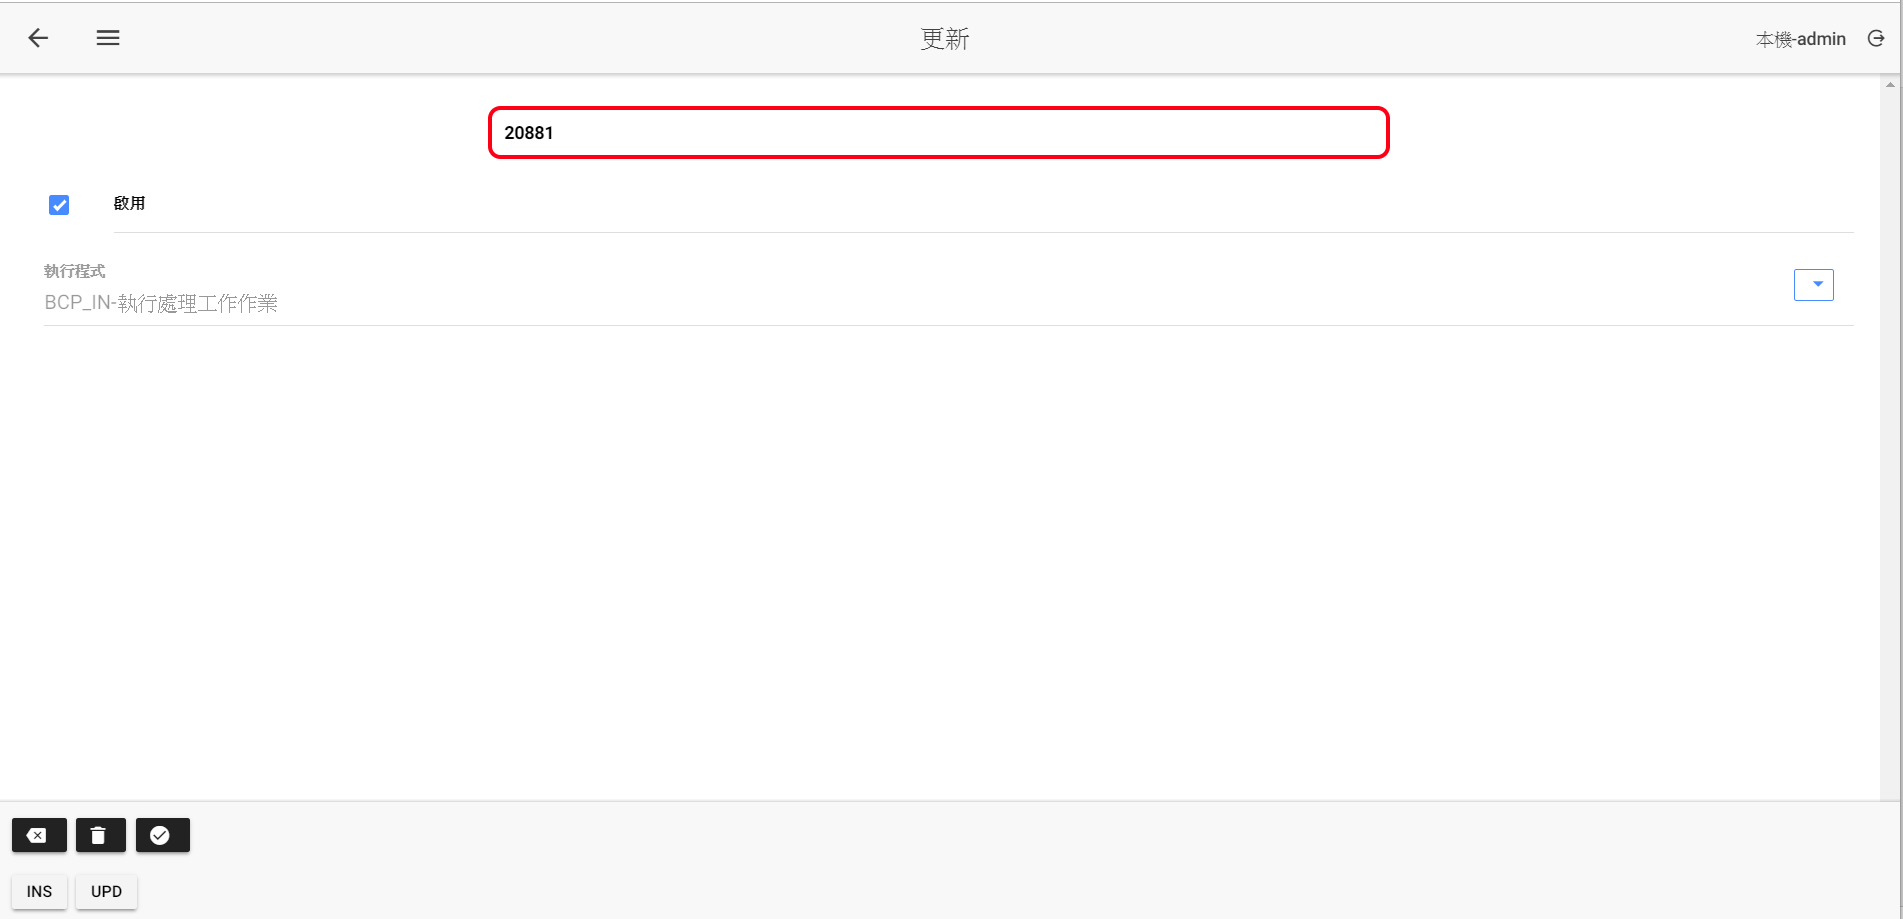 更新
本機-admin
20881
啟用
執行程式
BCP_IN-執行處理工作作業
INS
UPD